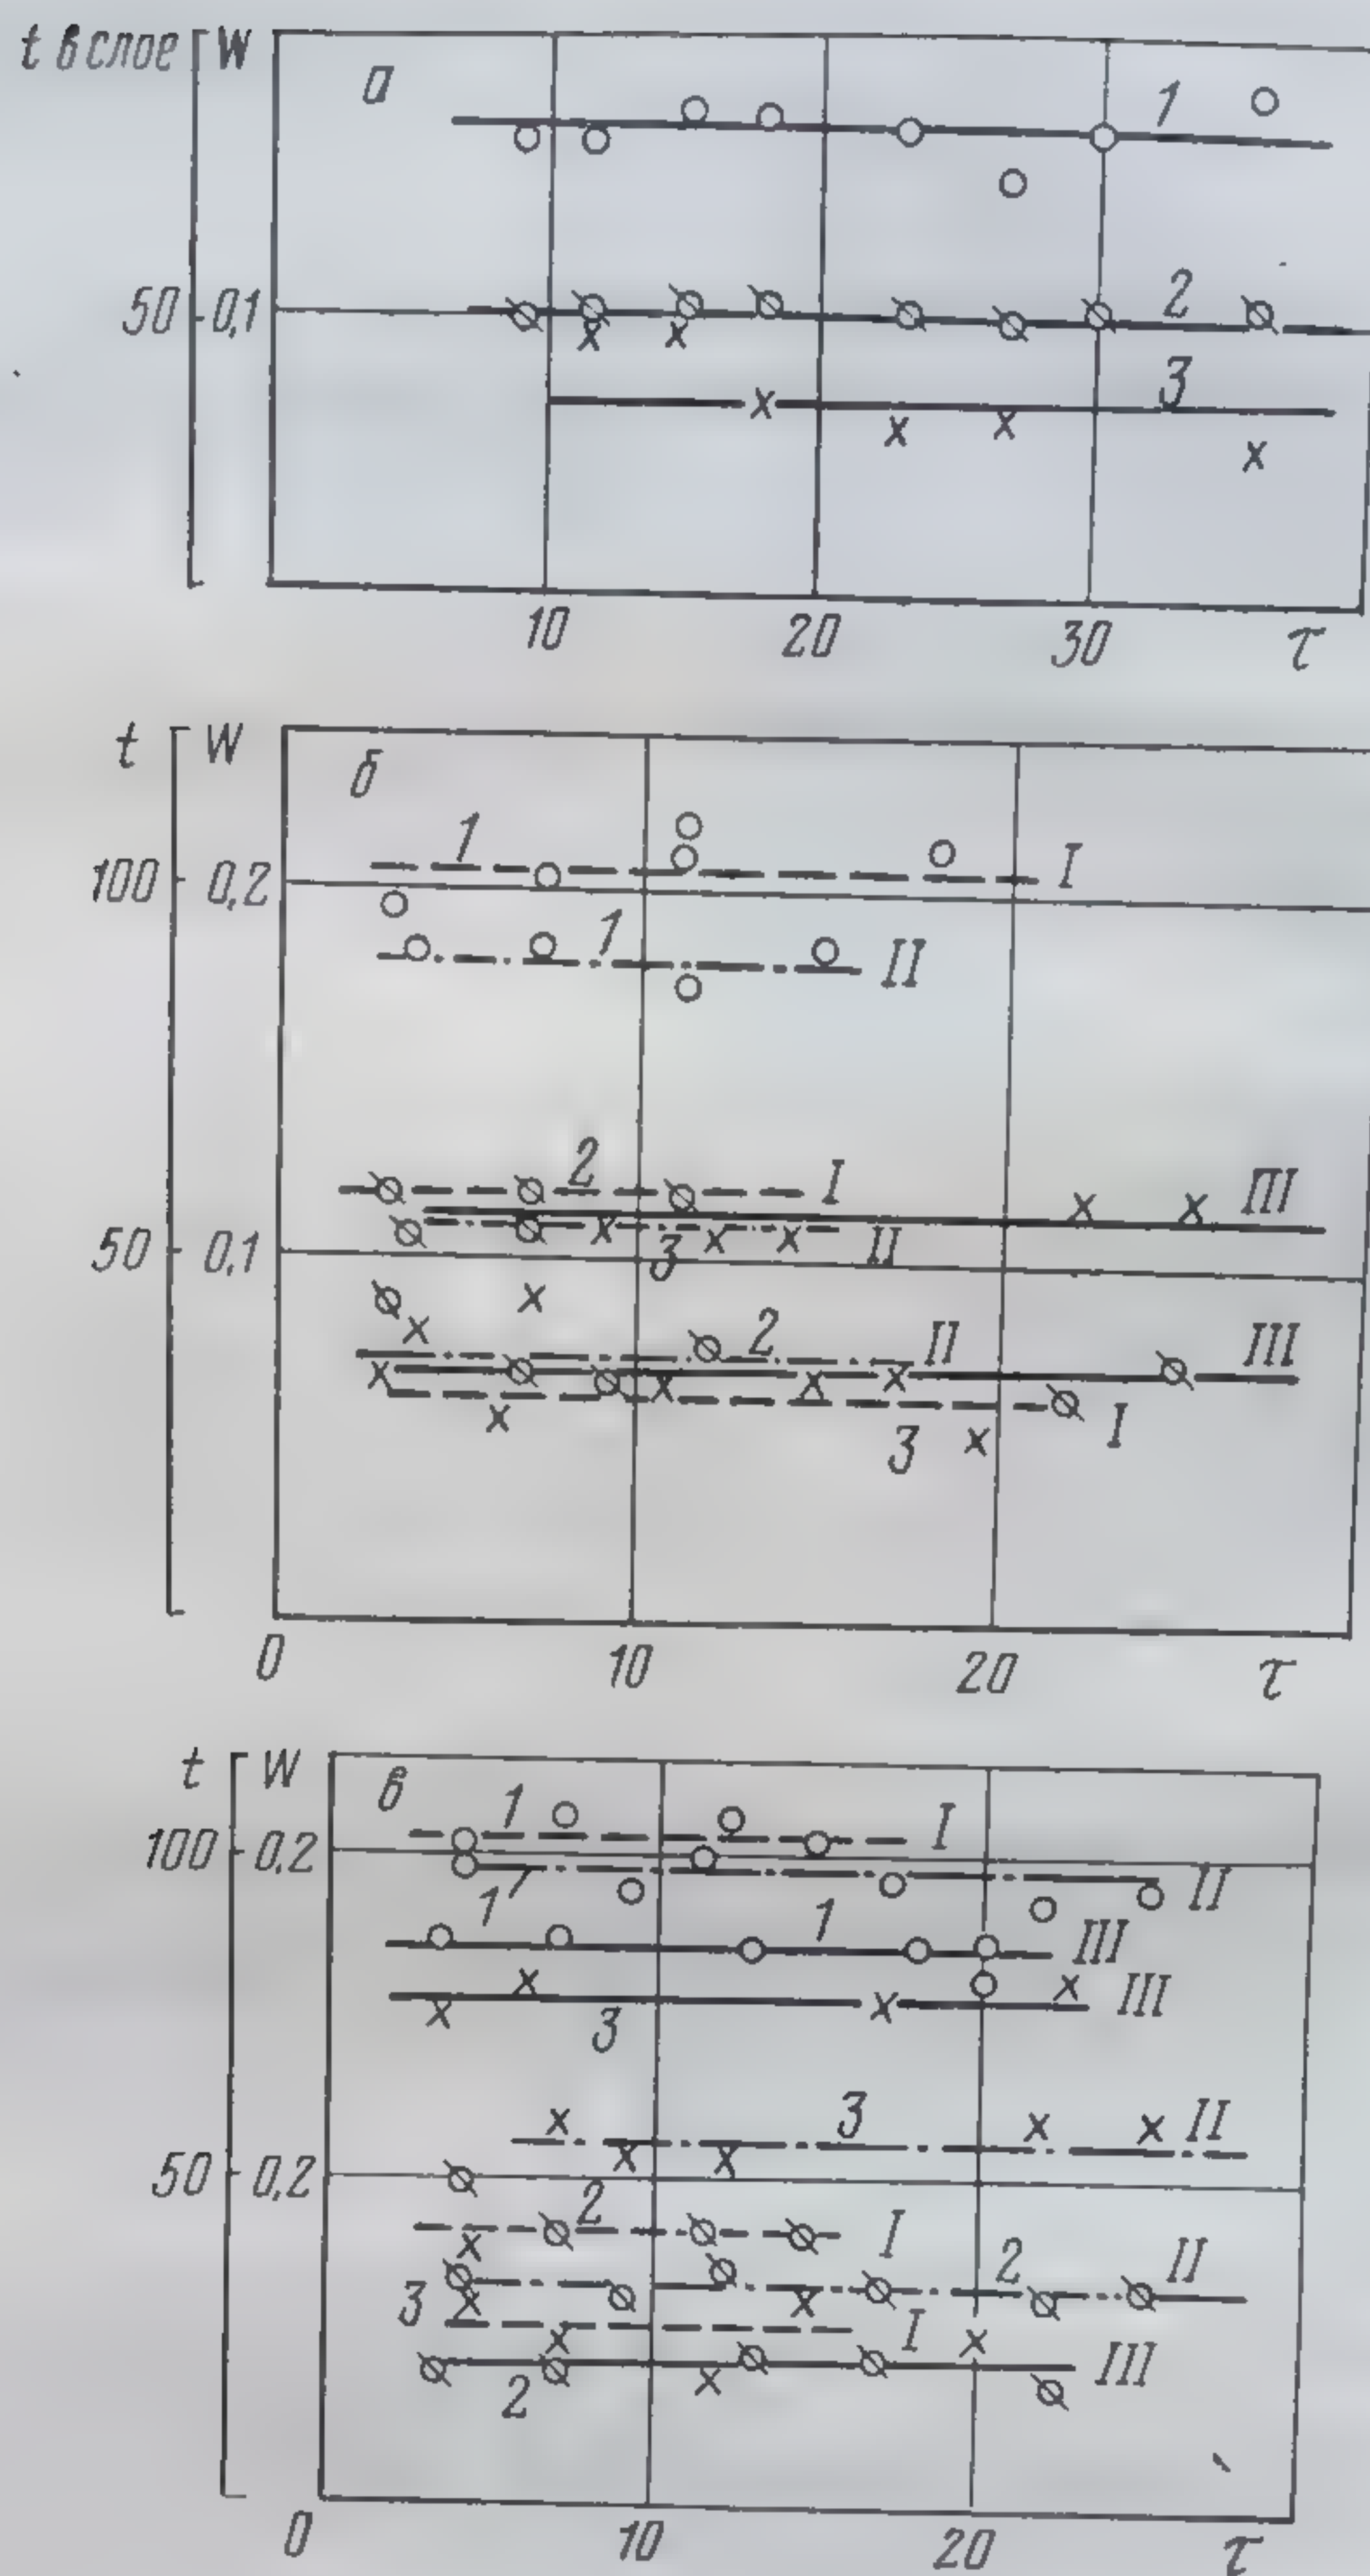 t в слое W
а
1
2
50 0,1
3
10 20 30 τ
t W
б
1
100 0,2 I
1 II
2 I III
50 0,1 3 II
2 II III
3 I
0 10 20 τ
t W
в 1 I
100 0,2
1' 1 II
III
3 III
3 II
50 0,2
2 I
2 II
3 I
2 III
0 10 20 τ